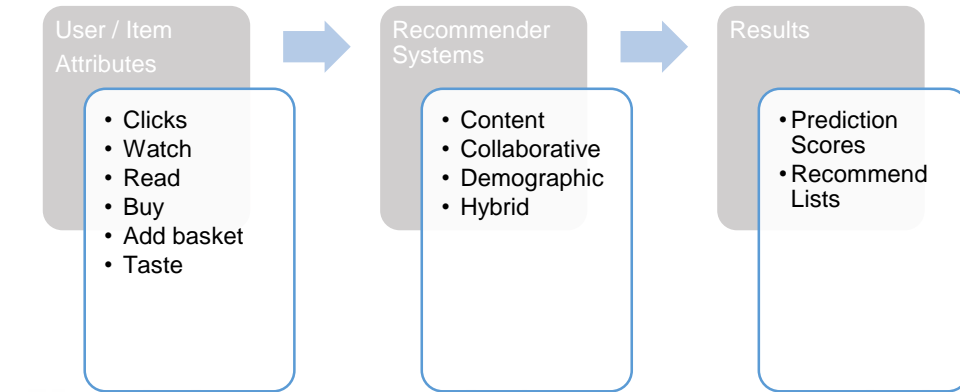 User / Item
Attributes
• Clicks
• Watch
• Read
• Buy
• Add basket
• Taste
Recommender
Systems
• Content
• Collaborative
• Demographic
• Hybrid
Results
• Prediction
Scores
• Recommend
Lists